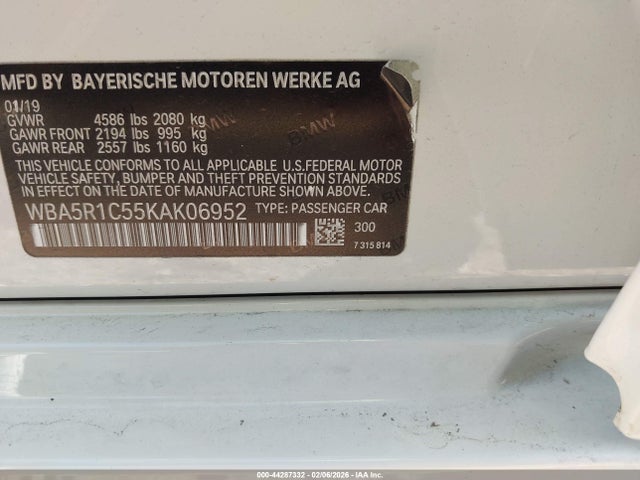 MFD BY BAYERISCHE MOTOREN WERKE AG
01/19
GVWR 4586 lbs 2080 kg
GAWR FRONT 2194 lbs 995 kg
GAWR REAR 2557 lbs 1160 kg
THIS VEHICLE CONFORMS TO ALL APPLICABLE U.S.FEDERAL MOTOR
VEHICLE SAFETY, BUMPER AND THEFT PREVENTION STANDARDS IN
EFFECT ON THE DATE OF MANUFACTURE SHOWN ABOVE.
WBA5R1C55KAK06952 TYPE: PASSENGER CAR
300
7 315 814
000-44287332 - 02/06/2026 - IAA Inc.